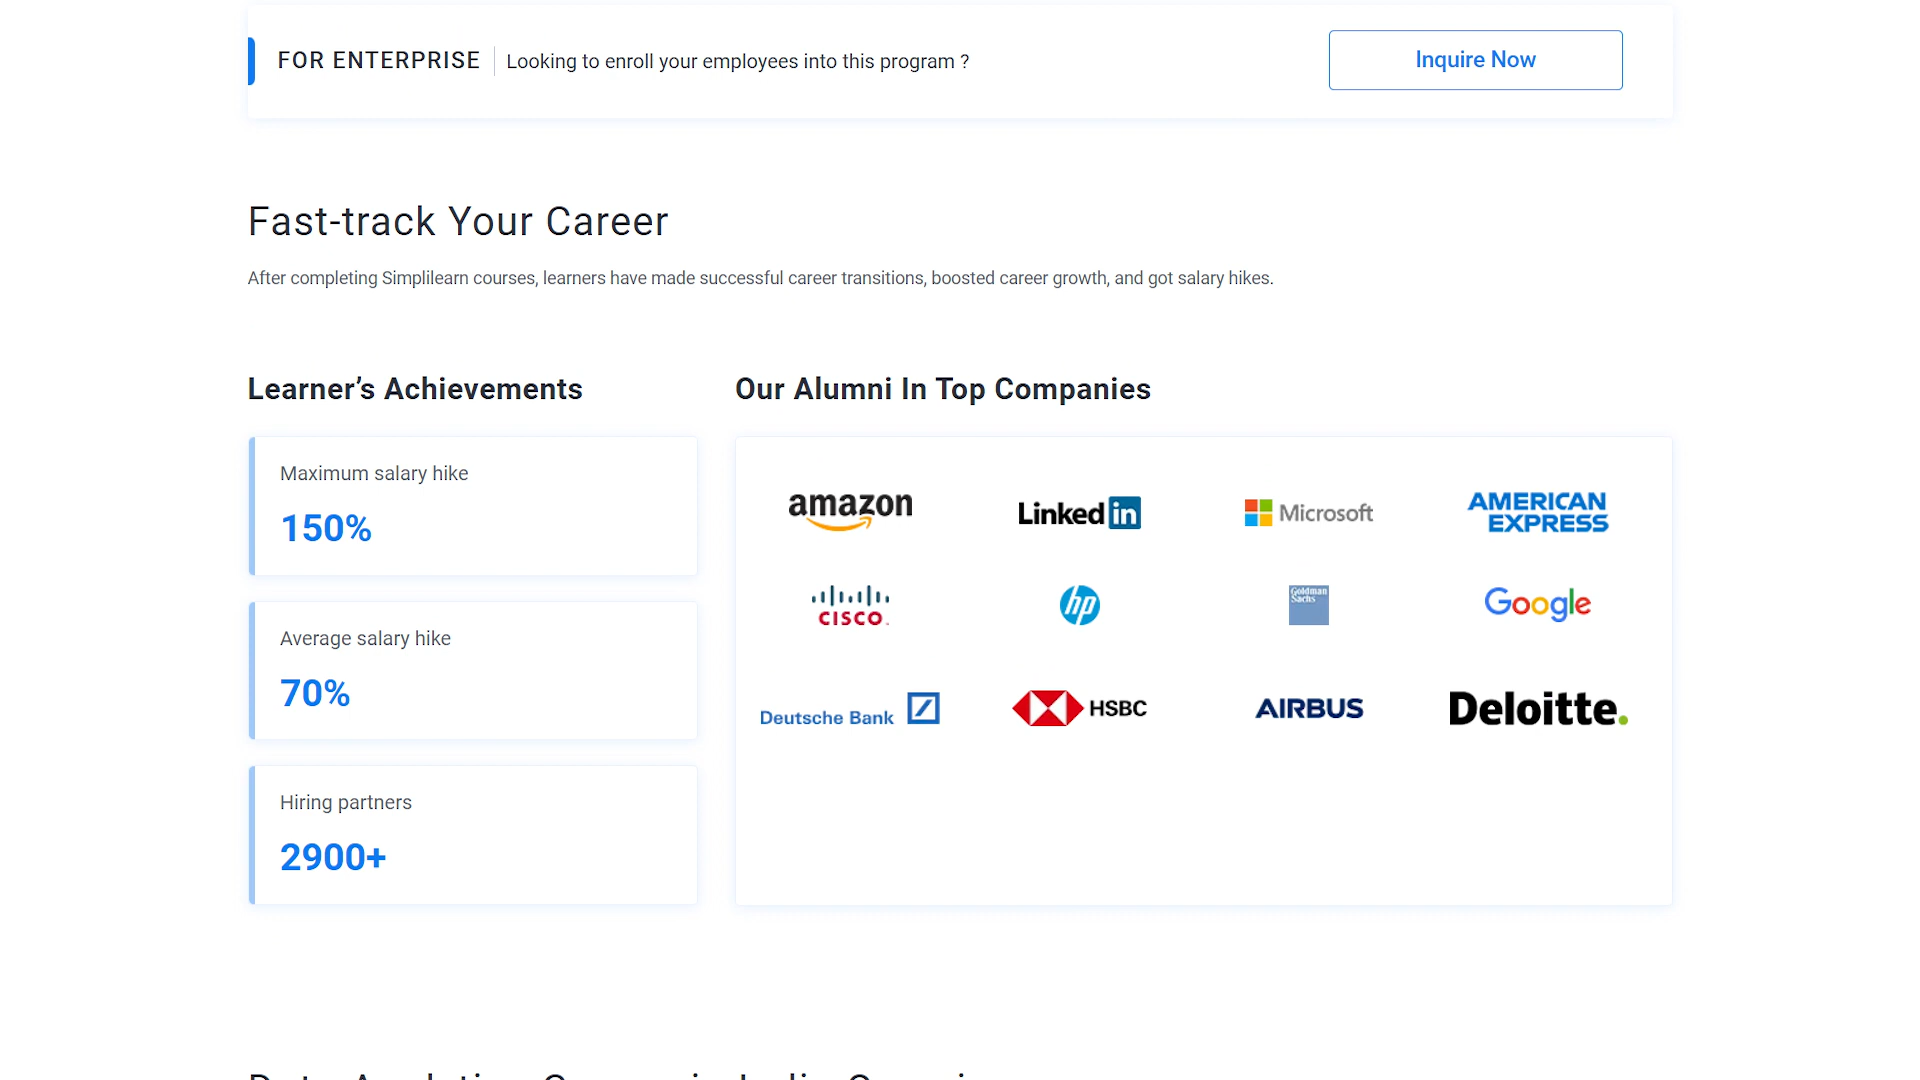 FOR ENTERPRISE Looking to enroll your employees into this program ?
Inquire Now
Fast-track Your Career
After completing Simplilearn courses, learners have made successful career transitions, boosted career growth, and got salary hikes.
Learner’s Achievements
Maximum salary hike
150%
Average salary hike
70%
Hiring partners
2900+
Our Alumni In Top Companies
amazon LinkedIn Microsoft AMERICAN
EXPRESS
CISCO hp Goldman
Sachs Google
Deutsche Bank HSBC AIRBUS Deloitte.